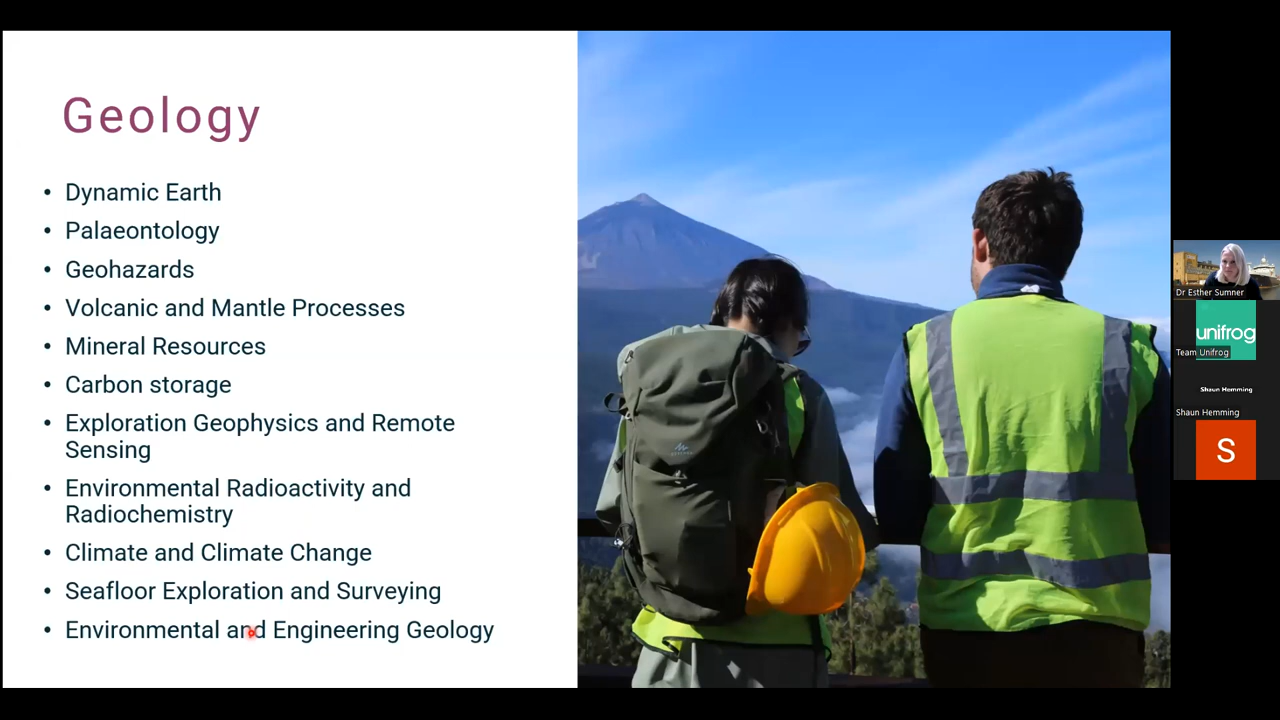 Geology
• Dynamic Earth
• Palaeontology
• Geohazards
• Volcanic and Mantle Processes
• Mineral Resources
• Carbon storage
• Exploration Geophysics and Remote
Sensing
• Environmental Radioactivity and
Radiochemistry
• Climate and Climate Change
• Seafloor Exploration and Surveying
• Environmental and Engineering Geology
Dr Esther Sumner
unifrog
Team Unifrog
Shaun Hemming
Shaun Hemming
S